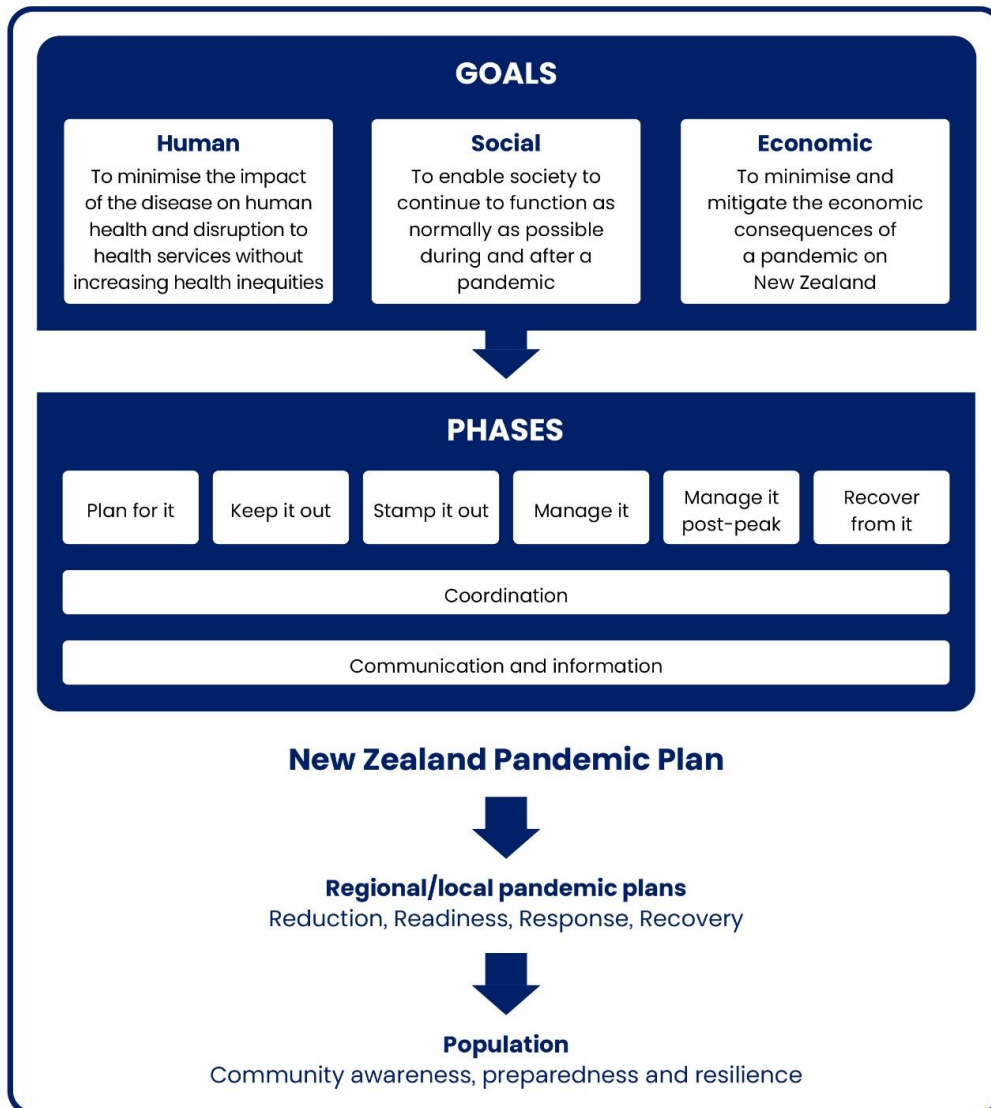 GOALS
Human
To minimise the impact
of the disease on human
health and disruption to
health services without
increasing health inequities
Social
To enable society to
continue to function as
normally as possible
during and after a
pandemic
Economic
To minimise and
mitigate the economic
consequences of
a pandemic on
New Zealand
PHASES
Plan for it
Keep it out
Stamp it out
Manage it
Manage it
post-peak
Recover
from it
Coordination
Communication and information
New Zealand Pandemic Plan
Regional/local pandemic plans
Reduction, Readiness, Response, Recovery
Population
Community awareness, preparedness and resilience